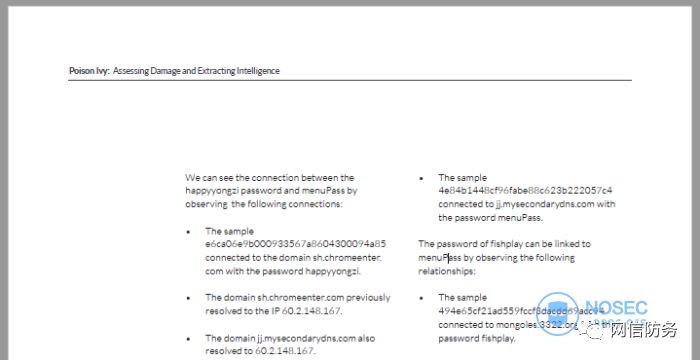 Poison Ivy: Assessing Damage and Extracting Intelligence
We can see the connection between the
happyyongzi password and menuPass by
observing the following connections:
• The sample
e6ca06e9b000933567a8604300094a85
connected to the domain sh.chromeenter.
com with the password happyyongzi.
• The domain sh.chromeenter.com previously
resolved to the IP 60.2.148.167.
• The domain jj.mysecondarydns.com also
resolved to 60.2.148.167.
• The sample
4e84b1448cf96fabe88c623b222057c4
connected to jj.mysecondarydns.com with
the password menuPass.
The password of fishplay can be linked to
menuPass by observing the following
relationships:
• The sample
connected to mongoles.3322.org
password fishplay.
NOSEC
网信防务